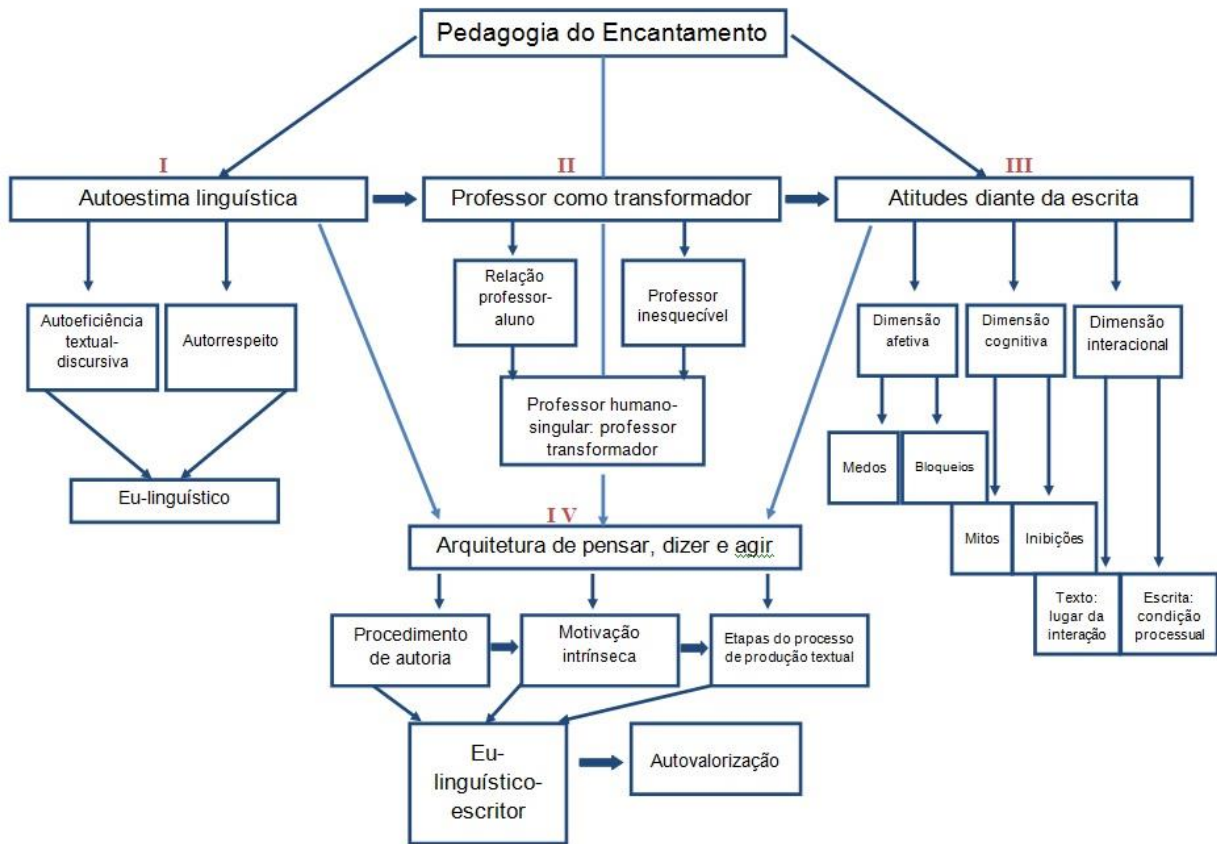 Pedagogia do Encantamento
I
II
III
Autoestima linguística
Professor como transformador
Atitudes diante da escrita
Autoeficiência
textual-
discursiva
Autorrespeito
Eu-linguístico
Relação
professor-
aluno
Professor
inesquecível
Professor humano-
singular: professor
transformador
Dimensão
afetiva
Dimensão
cognitiva
Dimensão
interacional
Medos
Bloqueios
Mitos
Inibições
Texto:
lugar da
interação
Escrita:
condição
processual
I V
Arquitetura de pensar, dizer e agir
Procedimento
de autoria
Motivação
intrínseca
Etapas do processo
de produção textual
Eu-
linguístico-
escritor
Autovalorização